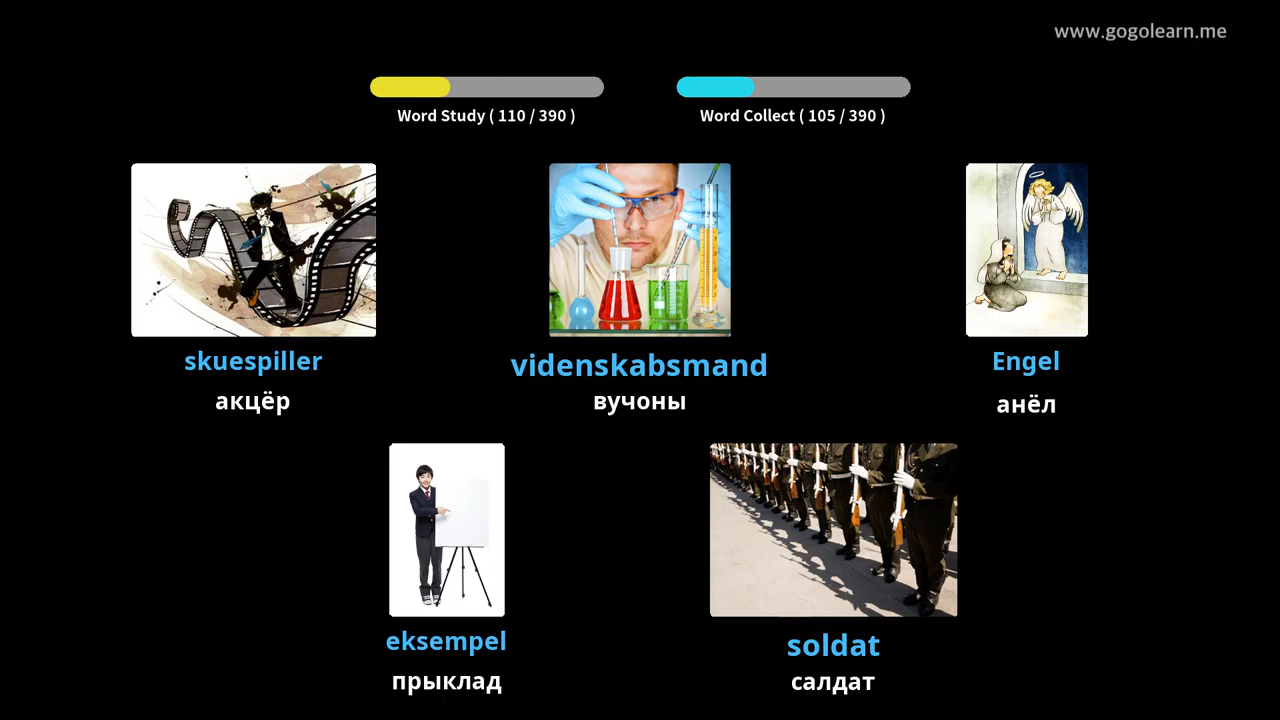 www.gogolearn.me
Word Study ( 110 / 390 )
Word Collect ( 105 / 390 )
skuespiller
акцёр
videnskabsmand
вучоны
Engel
анёл
eksempel
прыклад
soldat
салдат